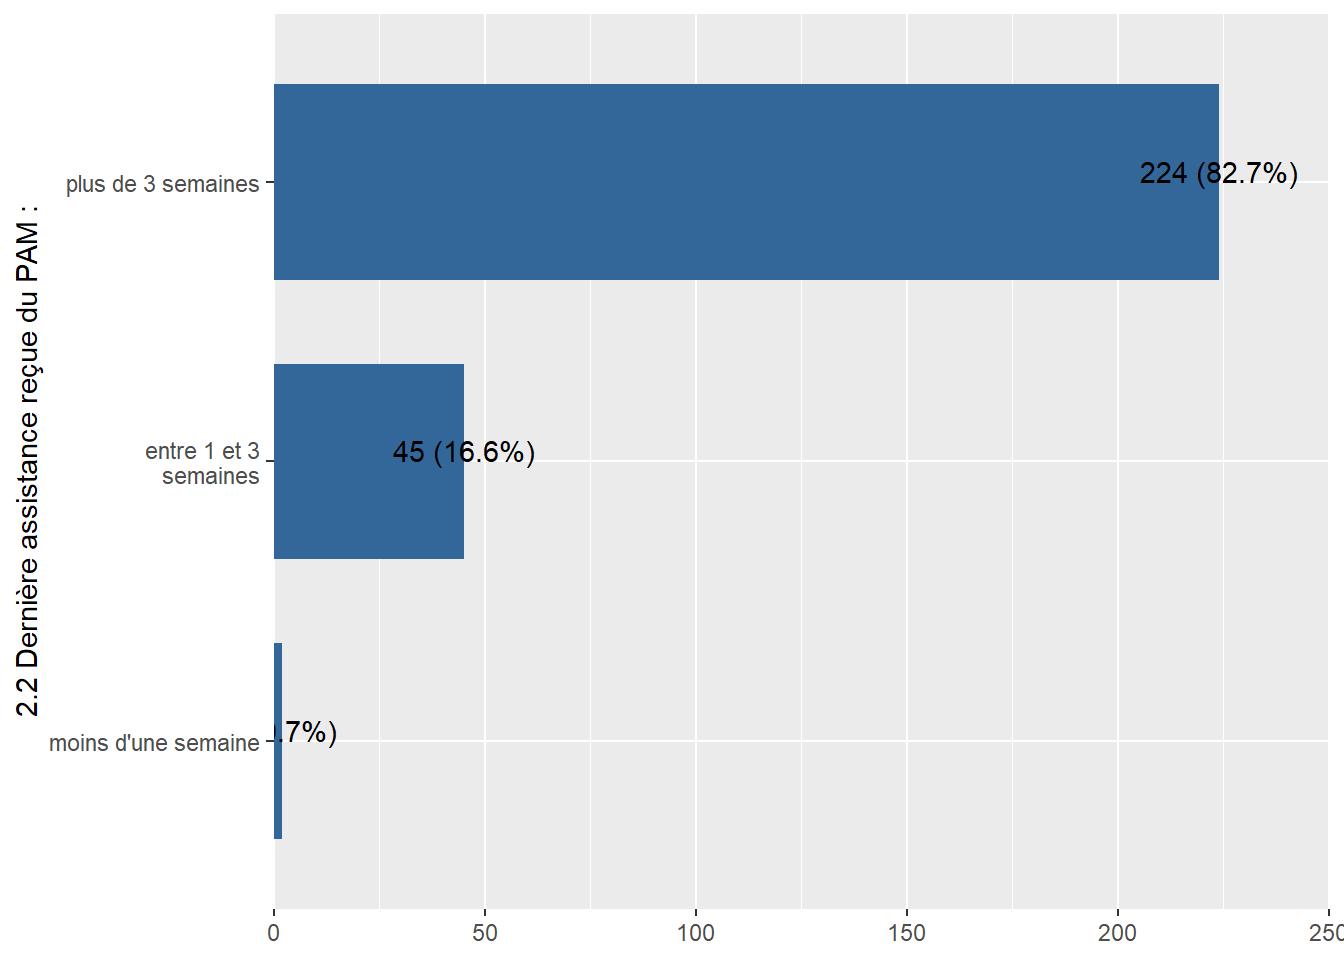 2.2 Dernière assistance reçue du PAM :
plus de 3 semaines
224 (82.7%)
entre 1 et 3
semaines
45 (16.6%)
moins d'une semaine
.7%)
0
50
100
150
200
250